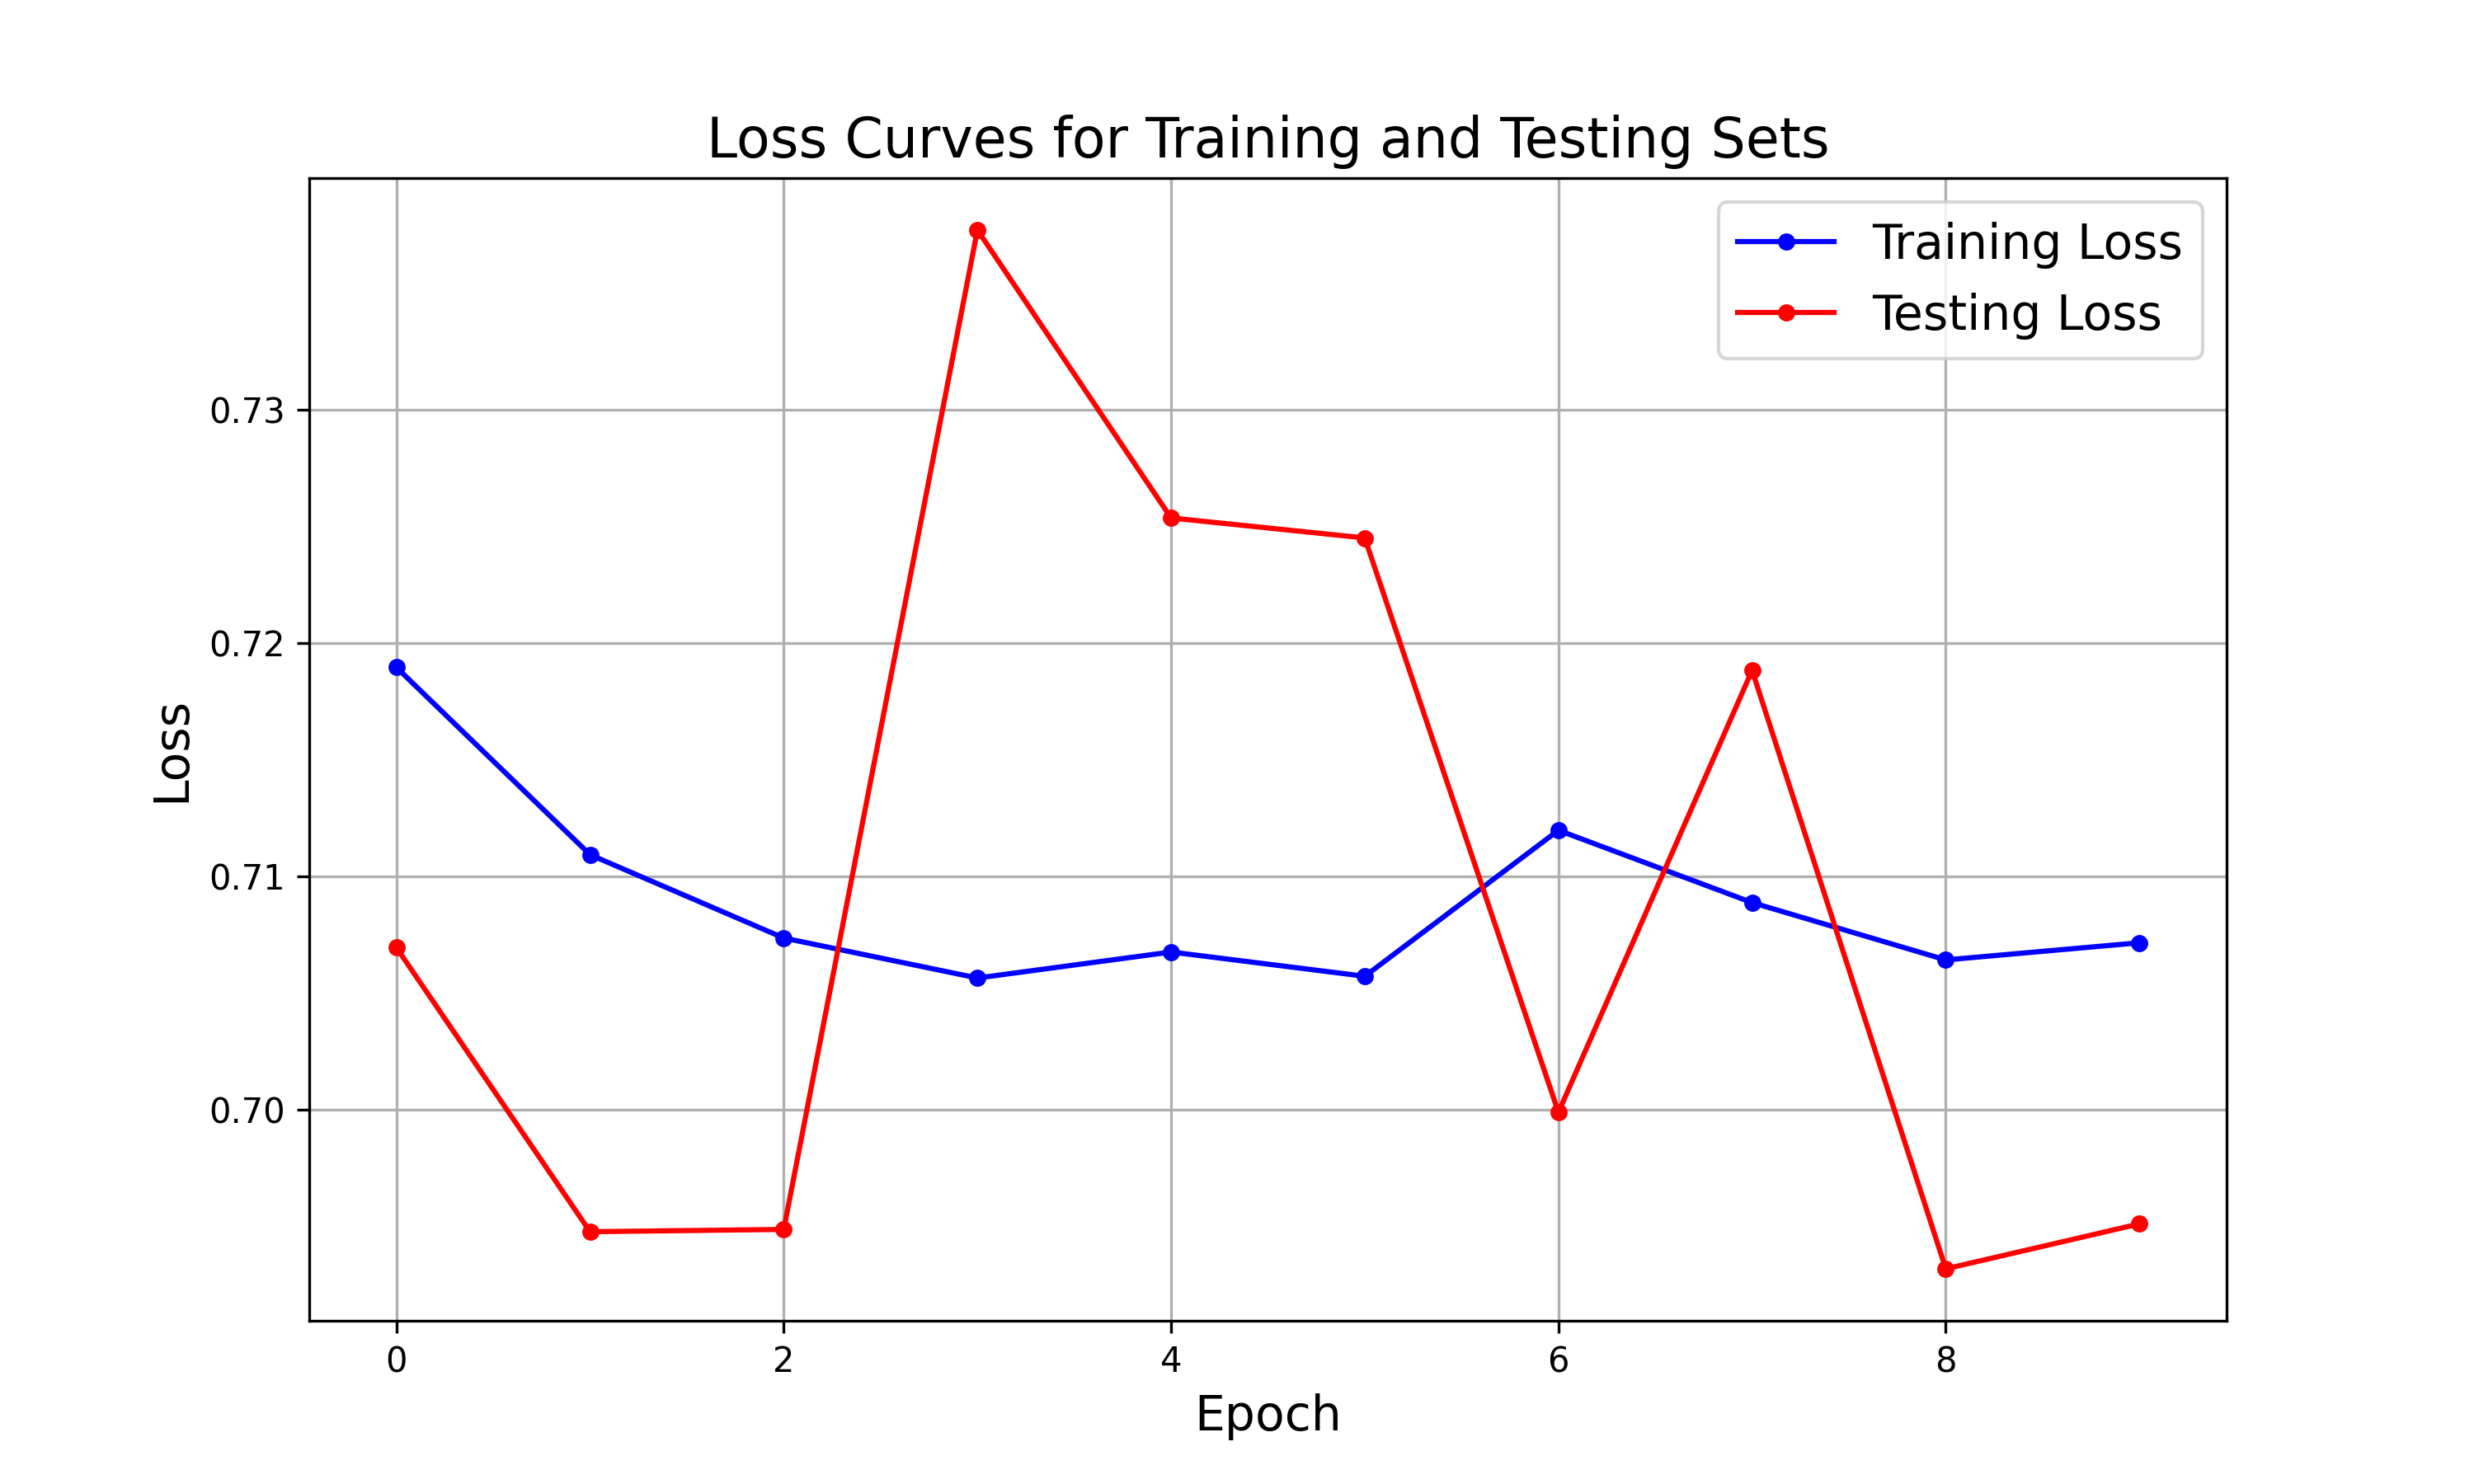 Loss Curves for Training and Testing Sets
Training Loss
Testing Loss
0.73
0.72
0.71
0.70
Loss
0 2 4 6 8
Epoch